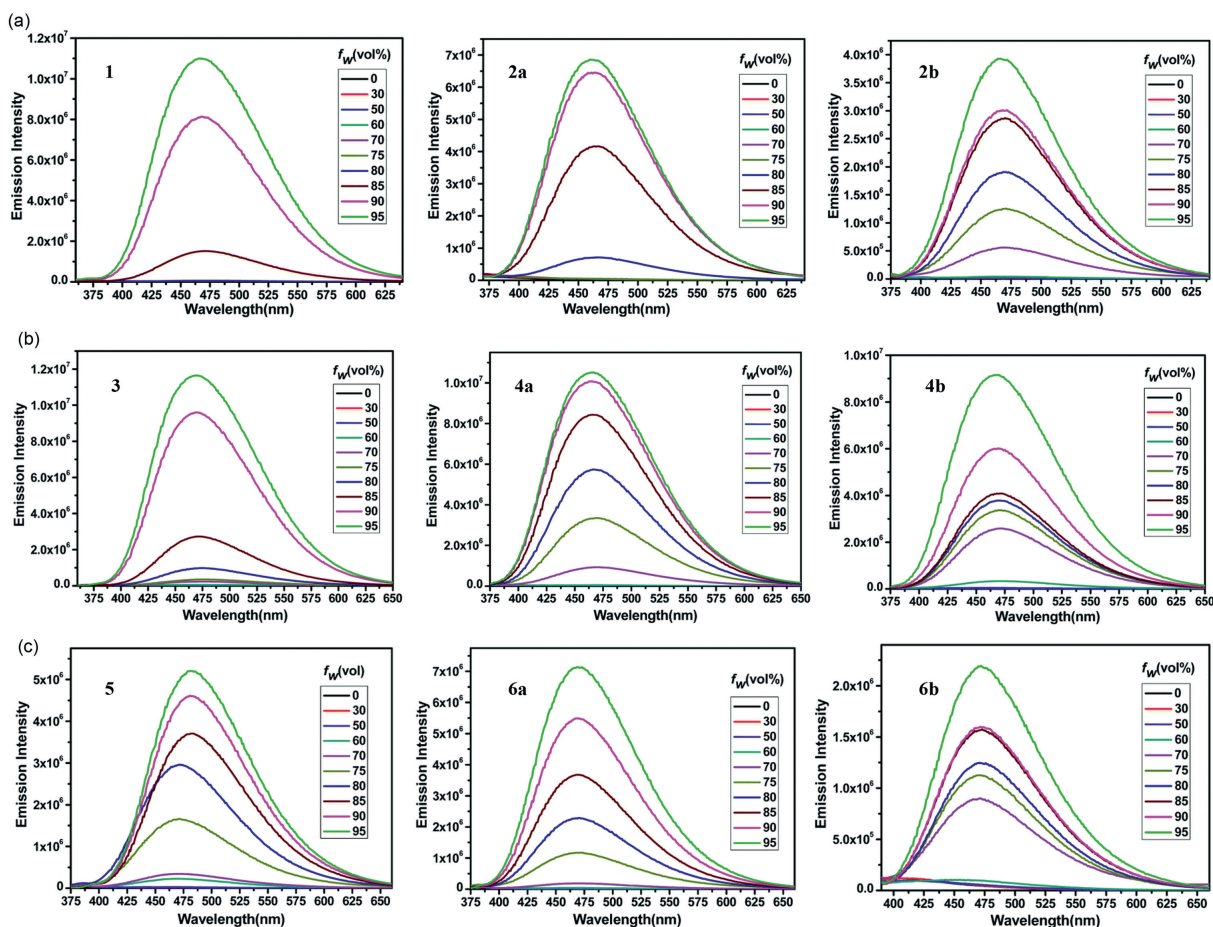 (a)
Emission Intensity
1.2x10⁷
1.0x10⁷
8.0x10⁶
6.0x10⁶
4.0x10⁶
2.0x10⁶
0.0
1
fW(vol%)
0
30
50
60
70
75
80
85
90
95
375 400 425 450 475 500 525 550 575 600 625
Wavelength(nm)
Emission Intensity
7x10⁶
6x10⁶
5x10⁶
4x10⁶
3x10⁶
2x10⁶
1x10⁶
0
2a
fW(vol%)
0
30
50
60
70
75
80
85
90
95
375 400 425 450 475 500 525 550 575 600 625
Wavelength(nm)
Emission Intensity
4.0x10⁶
3.5x10⁶
3.0x10⁶
2.5x10⁶
2.0x10⁶
1.5x10⁶
1.0x10⁶
5.0x10⁵
0.0
2b
fW(vol%)
0
30
50
60
70
75
80
85
90
95
375 400 425 450 475 500 525 550 575 600 625
Wavelength(nm)
(b)
Emission Intensity
1.2x10⁷
1.0x10⁷
8.0x10⁶
6.0x10⁶
4.0x10⁶
2.0x10⁶
0.0
3
fW(vol%)
0
30
50
60
70
75
80
85
90
95
375 400 425 450 475 500 525 550 575 600 625 650
Wavelength(nm)
Emission Intensity
1.0x10⁷
8.0x10⁶
6.0x10⁶
4.0x10⁶
2.0x10⁶
0.0
4a
fW(vol%)
0
30
50
60
70
75
80
85
90
95
375 400 425 450 475 500 525 550 575 600 625 650
Wavelength(nm)
Emission Intensity
1.0x10⁷
8.0x10⁶
6.0x10⁶
4.0x10⁶
2.0x10⁶
0.0
4b
fW(vol%)
0
30
50
60
70
75
80
85
90
95
375 400 425 450 475 500 525 550 575 600 625 650
Wavelength(nm)
(c)
Emission Intensity
5x10⁶
4x10⁶
3x10⁶
2x10⁶
1x10⁶
0
5
fW(vol)
0
30
50
60
70
75
80
85
90
95
375 400 425 450 475 500 525 550 575 600 625 650
Wavelength(nm)
Emission Intensity
7x10⁶
6x10⁶
5x10⁶
4x10⁶
3x10⁶
2x10⁶
1x10⁶
0
6a
fW(vol%)
0
30
50
60
70
75
80
85
90
95
375 400 425 450 475 500 525 550 575 600 625 650
Wavelength(nm)
Emission Intensity
2.0x10⁶
1.5x10⁶
1.0x10⁶
5.0x10⁵
0.0
6b
fW(vol%)
0
30
50
60
70
75
80
85
90
95
400 425 450 475 500 525 550 575 600 625 650
Wavelength(nm)